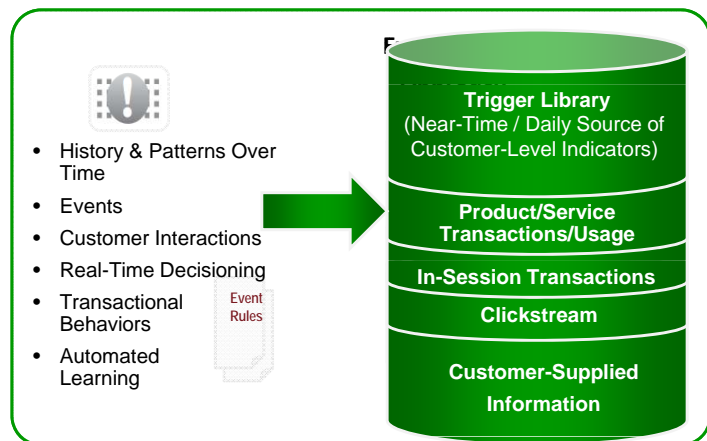 • History & Patterns Over
Time
• Events
• Customer Interactions
• Real-Time Decisioning
• Transactional
Behaviors
• Automated
Learning
Event
Rules
Trigger Library
(Near-Time / Daily Source of
Customer-Level Indicators)
Product/Service
Transactions/Usage
In-Session Transactions
Clickstream
Customer-Supplied
Information